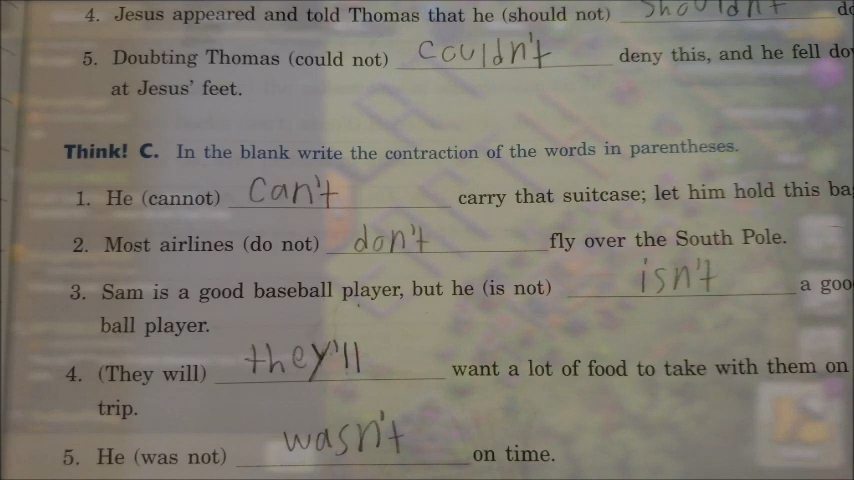 4. Jesus appeared and told Thomas that he (should not) shouldn't
5. Doubting Thomas (could not) couldn't deny this, and he fell
at Jesus' feet.
Think! C. In the blank write the contraction of the words in parentheses.
1. He (cannot) can't carry that suitcase; let him hold this
2. Most airlines (do not) don't fly over the South Pole.
3. Sam is a good baseball player, but he (is not) isn't a
ball player.
4. (They will) they'll want a lot of food to take with them on
trip.
5. He (was not) wasn't on time.